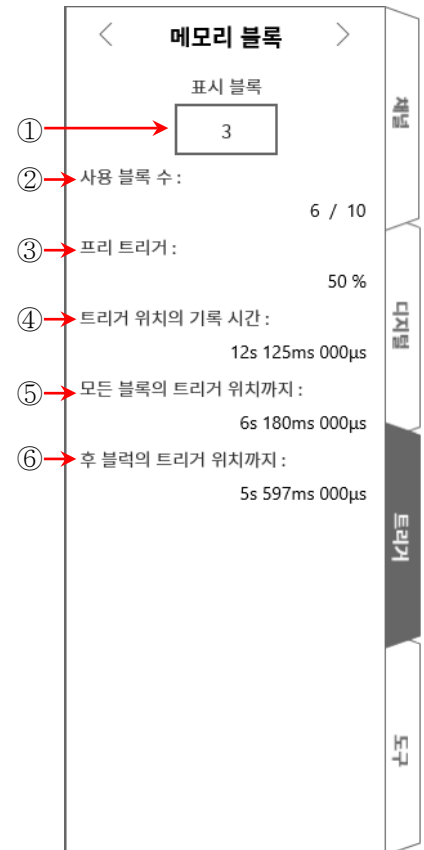 < 메모리 블록 >
표시 블록
① 3
② 사용 블록 수 :
6 / 10
③ 프리 트리거 :
50 %
④ 트리거 위치의 기록 시간 :
12s 125ms 000μs
⑤ 모든 블록의 트리거 위치까지 :
6s 180ms 000μs
⑥ 후 블럭의 트리거 위치까지 :
5s 597ms 000μs
채널
디지털
트리거
도구